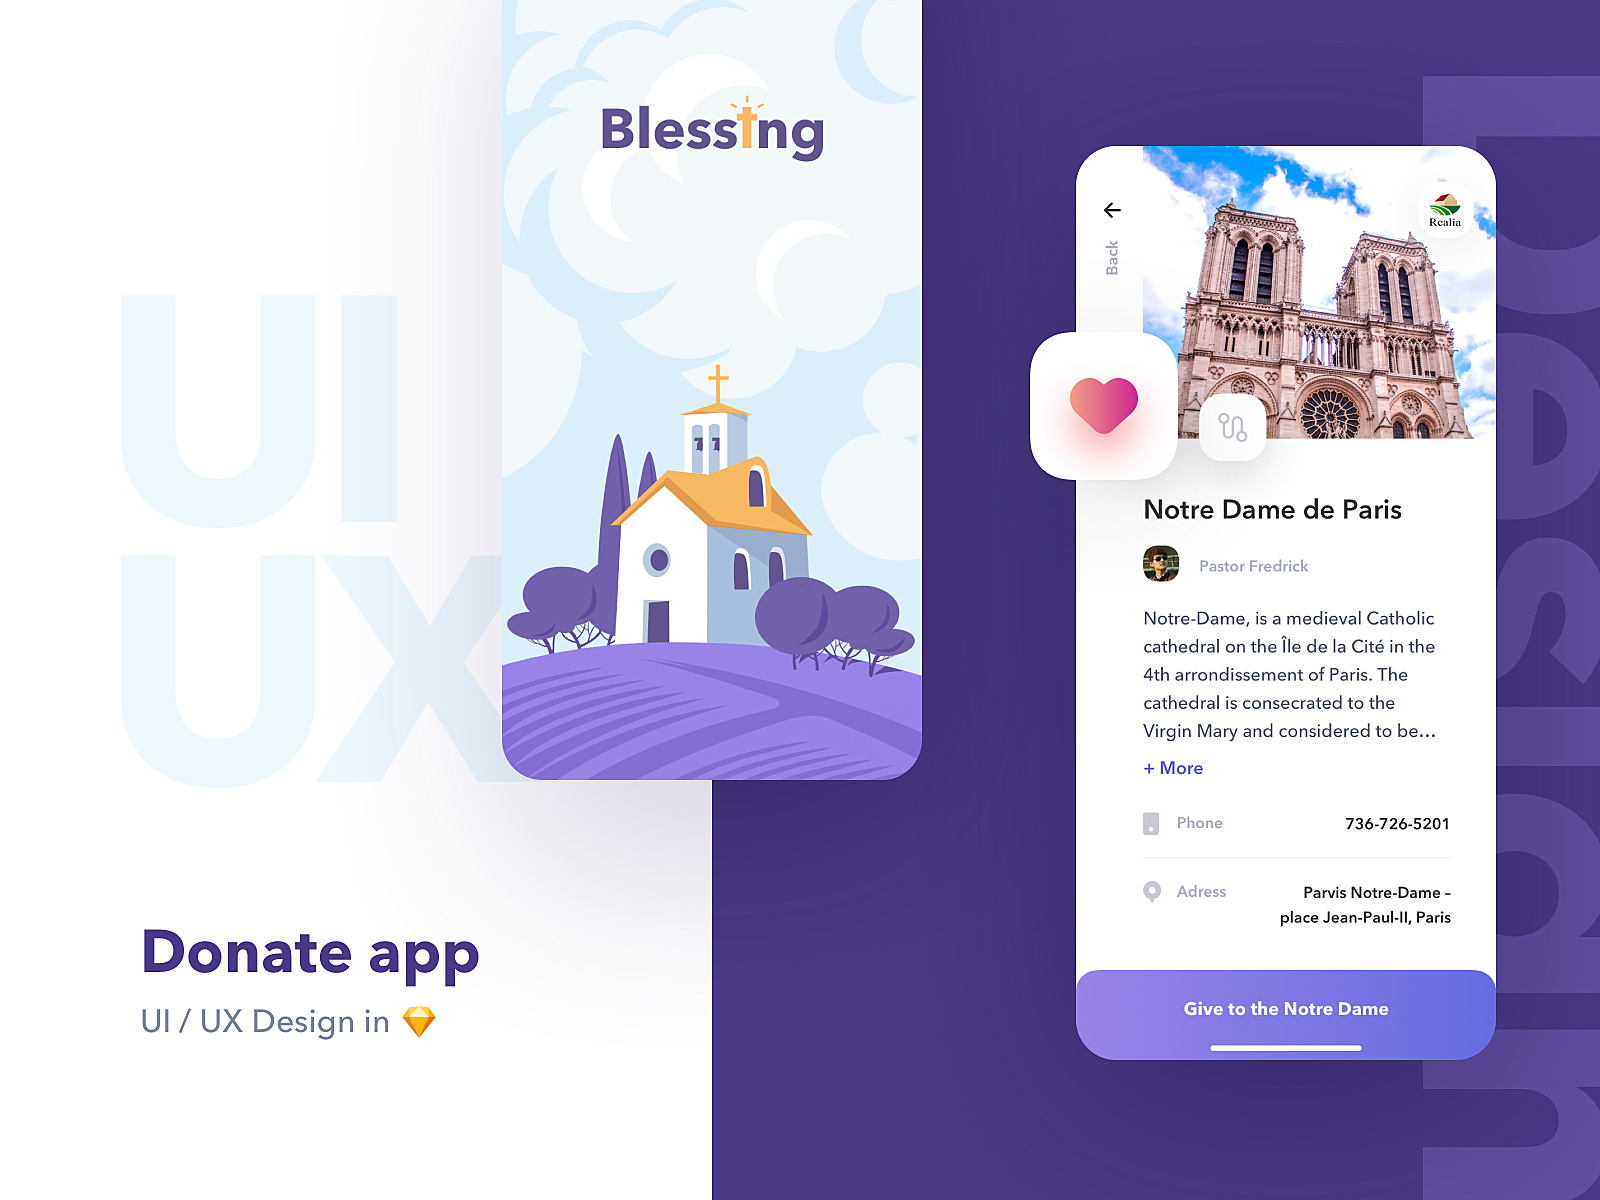 UI
UX
Blessing
Donate app
UI / UX Design in
Back
Realia
Notre Dame de Paris
Pastor Fredrick
Notre-Dame, is a medieval Catholic
cathedral on the Île de la Cité in the
4th arrondissement of Paris. The
cathedral is consecrated to the
Virgin Mary and considered to be...
+ More
Phone
736-726-5201
Adress
Parvis Notre-Dame –
place Jean-Paul-II, Paris
Give to the Notre Dame